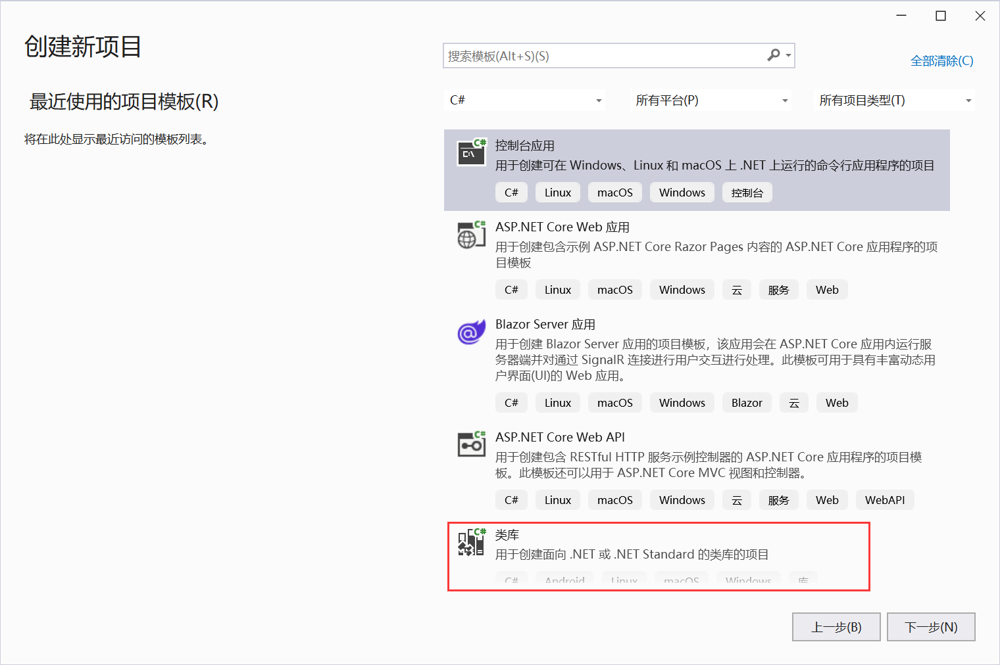 创建新项目
搜索模板(Alt+S)(S)
全部清除(C)
最近使用的项目模板(R)
将在此处显示最近访问的模板列表。
C# 所有平台(P) 所有项目类型(T)
C#
C:\
控制台应用
用于创建可在 Windows、Linux 和 macOS 上 .NET 上运行的命令行应用程序的项目
C# Linux macOS Windows 控制台
C#
ASP.NET Core Web 应用
用于创建包含示例 ASP.NET Core Razor Pages 内容的 ASP.NET Core 应用程序的项
目模板
C# Linux macOS Windows 云 服务 Web
Blazor Server 应用
用于创建 Blazor Server 应用的项目模板，该应用会在 ASP.NET Core 应用内运行服
务器端并对通过 SignalR 连接进行用户交互进行处理。此模板可用于具有丰富动态用
户界面(UI)的 Web 应用。
C# Linux macOS Windows Blazor 云 Web
C#
ASP.NET Core Web API
用于创建包含 RESTful HTTP 服务示例控制器的 ASP.NET Core 应用程序的项目模
板。此模板还可以用于 ASP.NET Core MVC 视图和控制器。
C# Linux macOS Windows 云 服务 Web WebAPI
C#
类库
用于创建面向 .NET 或 .NET Standard 的类库的项目
C# Android Linux macOS Windows 库
上一步(B) 下一步(N)